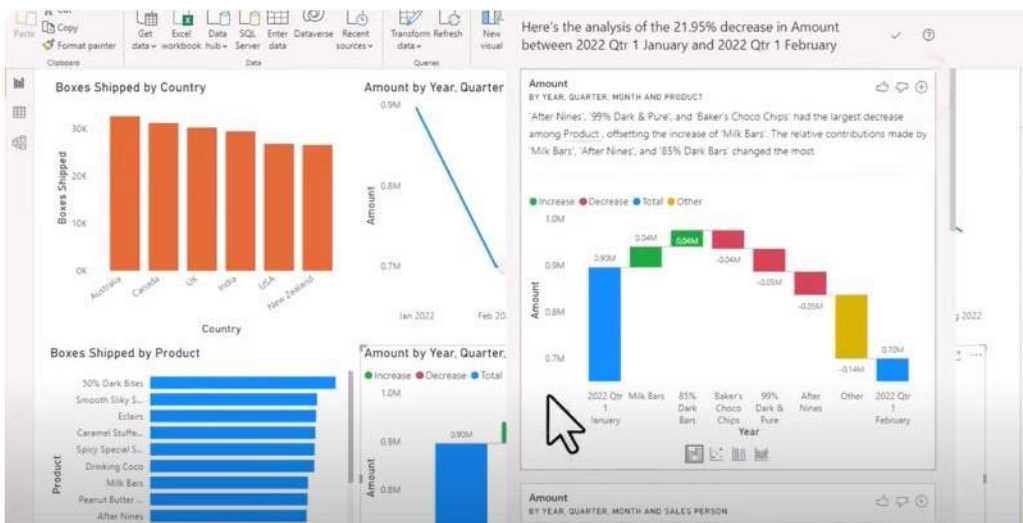 Cut
Copy
Format painter
Paste
Clipboard
Get data
Excel workbook
Data hub
SQL Server
Enter data
Dataverse
Recent sources
Data
Transform data
Refresh
Queries
New visual
Boxes Shipped by Country
Boxes Shipped
30K
20K
10K
0K
Australia
Canada
UK
India
USA
New Zealand
Country
Amount by Year, Quarter
0.9M
0.8M
0.7M
Amount
Jan 2022
Feb 20
Boxes Shipped by Product
Product
50% Dark Bites
Smooth Sliky S...
Eclairs
Caramel Stuffe...
Spicy Special S...
Drinking Coco
Milk Bars
Peanut Butter ...
After Nines
Amount by Year, Quarter,
Increase Decrease Total
1.0M
0.9M
0.8M
0.90M
Amount
Here's the analysis of the 21.95% decrease in Amount
between 2022 Qtr 1 January and 2022 Qtr 1 February
Amount
BY YEAR, QUARTER, MONTH AND PRODUCT
'After Nines', '99% Dark & Pure', and 'Baker's Choco Chips' had the largest decrease
among Product , offsetting the increase of 'Milk Bars'. The relative contributions made by
'Milk Bars', 'After Nines', and '85% Dark Bars' changed the most.
Increase Decrease Total Other
1.0M
0.9M
0.8M
0.7M
Amount
0.90M
0.04M
0.04M
-0.04M
-0.05M
-0.05M
-0.14M
0.70M
2022 Qtr 1 January
Milk Bars
85% Dark Bars
Baker's Choco Chips
99% Dark & Pure
After Nines
Other
2022 Qtr 1 February
Year
Amount
BY YEAR, QUARTER, MONTH AND SALES PERSON
2022